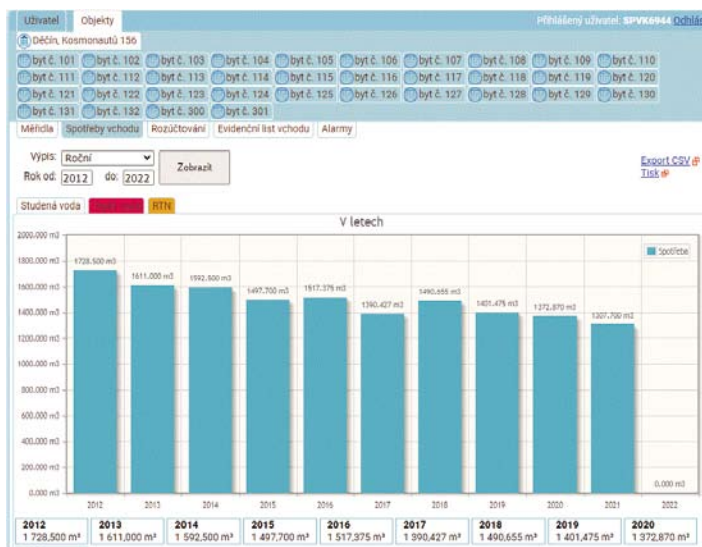 Uživatel Objekty Přihlášený uživatel: SPVK6944 Odhlás
Děčín, Kosmonautů 156
byt č. 101 byt č. 102 byt č. 103 byt č. 104 byt č. 105 byt č. 106 byt č. 107 byt č. 108 byt č. 109 byt č. 110
byt č. 111 byt č. 112 byt č. 113 byt č. 114 byt č. 115 byt č. 116 byt č. 117 byt č. 118 byt č. 119 byt č. 120
byt č. 121 byt č. 122 byt č. 123 byt č. 124 byt č. 125 byt č. 126 byt č. 127 byt č. 128 byt č. 129 byt č. 130
byt č. 131 byt č. 132 byt č. 300 byt č. 301
Měřidla Spotřeby vchodu Rozúčtování Evidenční list vchodu Alarmy
Výpis: Roční Zobrazit Export CSV
Rok od: 2012 do: 2022 Tisk
Studená voda RTN
V letech
2000.000 m3
Spotřeba
1800.000 m3
1728.500 m3
1611.000 m3
1592.500 m3
1600.000 m3
1497.700 m3
1517.375 m3
1390.427 m3
1490.655 m3
1401.475 m3
1372.870 m3
1307.700 m3
1400.000 m3
1200.000 m3
1000.000 m3
800.000 m3
600.000 m3
400.000 m3
200.000 m3
0.000 m3
0.000 m3
2012 2013 2014 2015 2016 2017 2018 2019 2020 2021 2022
2012 2013 2014 2015 2016 2017 2018 2019 2020
1 728,500 m³ 1 611,000 m³ 1 592,500 m³ 1 497,700 m³ 1 517,375 m³ 1 390,427 m³ 1 490,655 m³ 1 401,475 m³ 1 372,870 m³